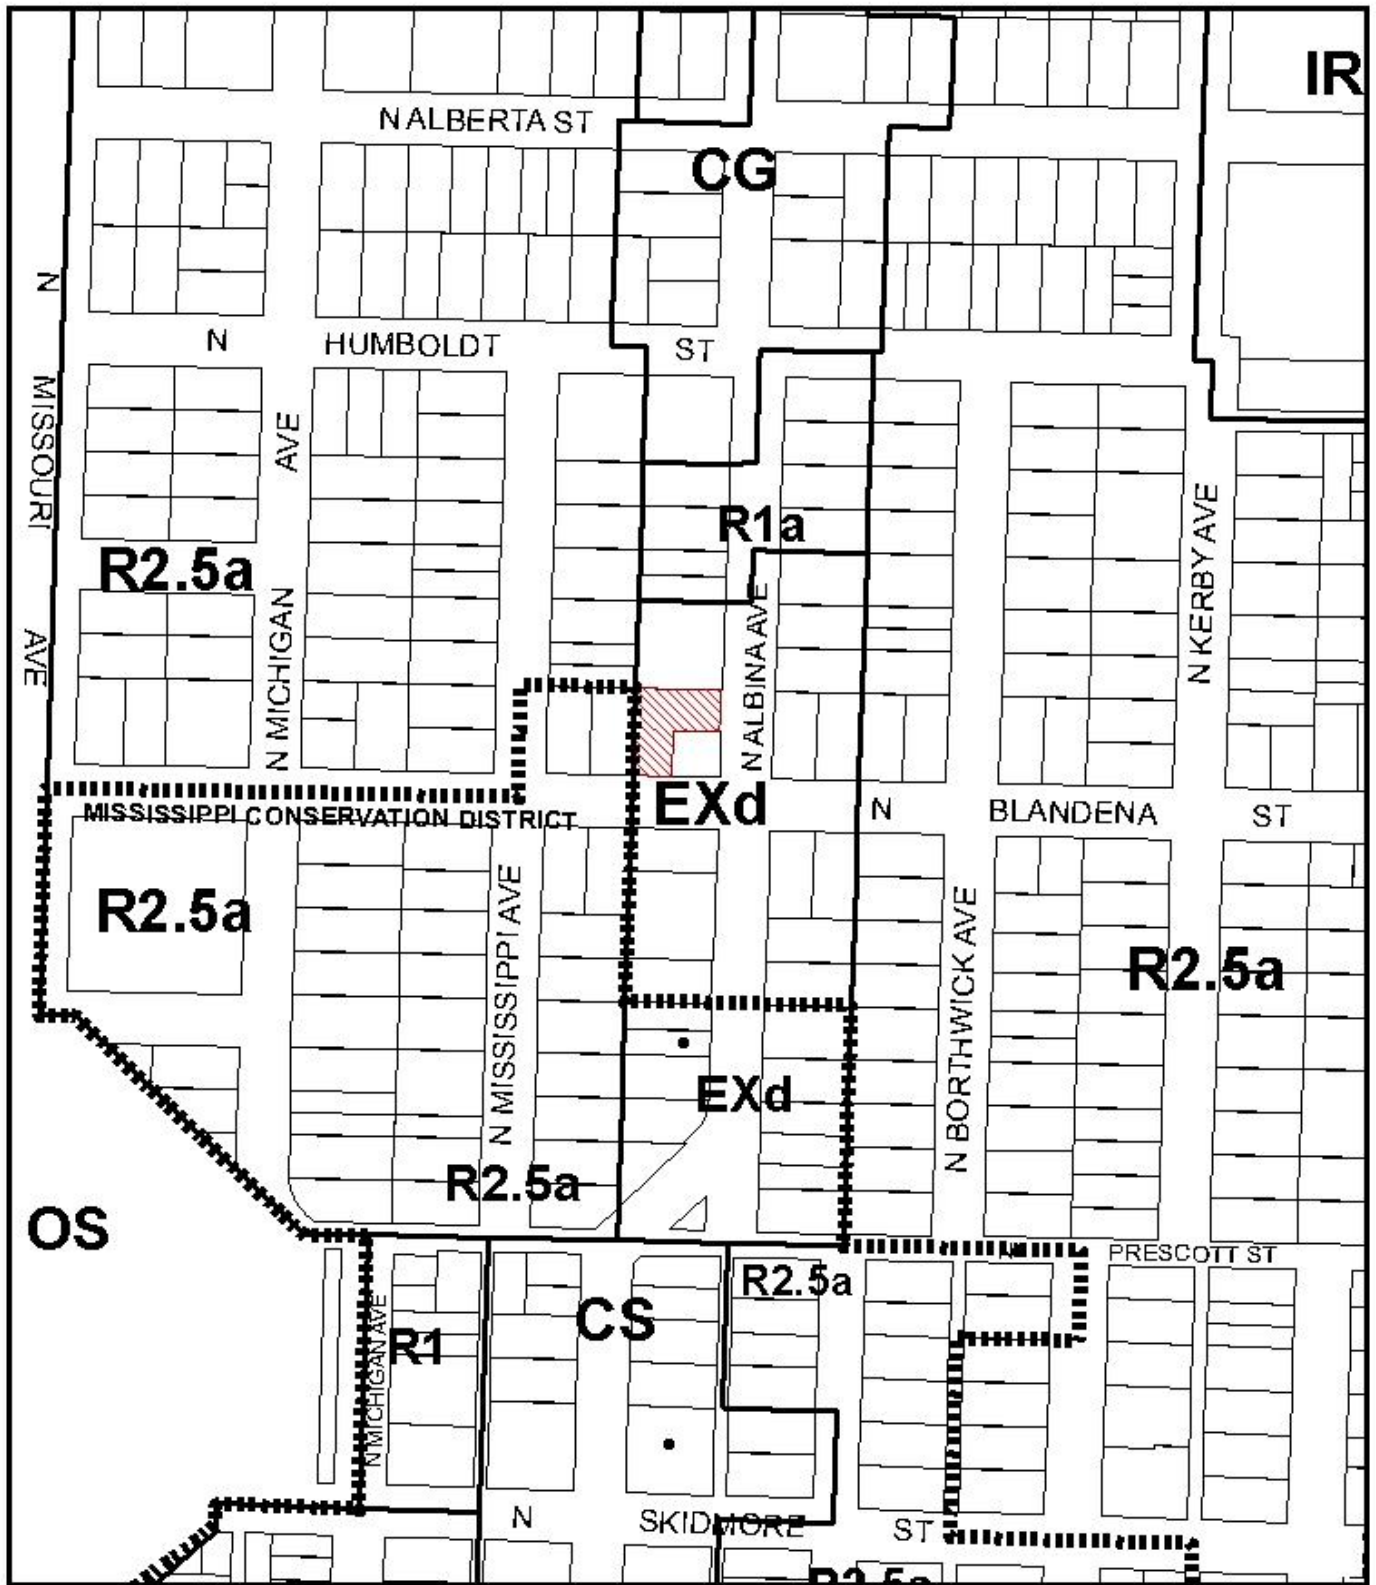 IR
N ALBERTA ST
CG
N
MISSOURI
AVE
N
HUMBOLDT
ST
AVE
N MICHIGAN
R1a
R2.5a
N KERBY AVE
N ALBINA AVE
EXd
N
BLANDENA
ST
MISSISSIPPI CONSERVATION DISTRICT
R2.5a
N MISSISSIPPI AVE
N BORTHWICK AVE
R2.5a
EXd
R2.5a
OS
N
PRESCOTT ST
R2.5a
CS
R1
N MICHIGAN AVE
N
SKIDMORE
ST
R2.5a